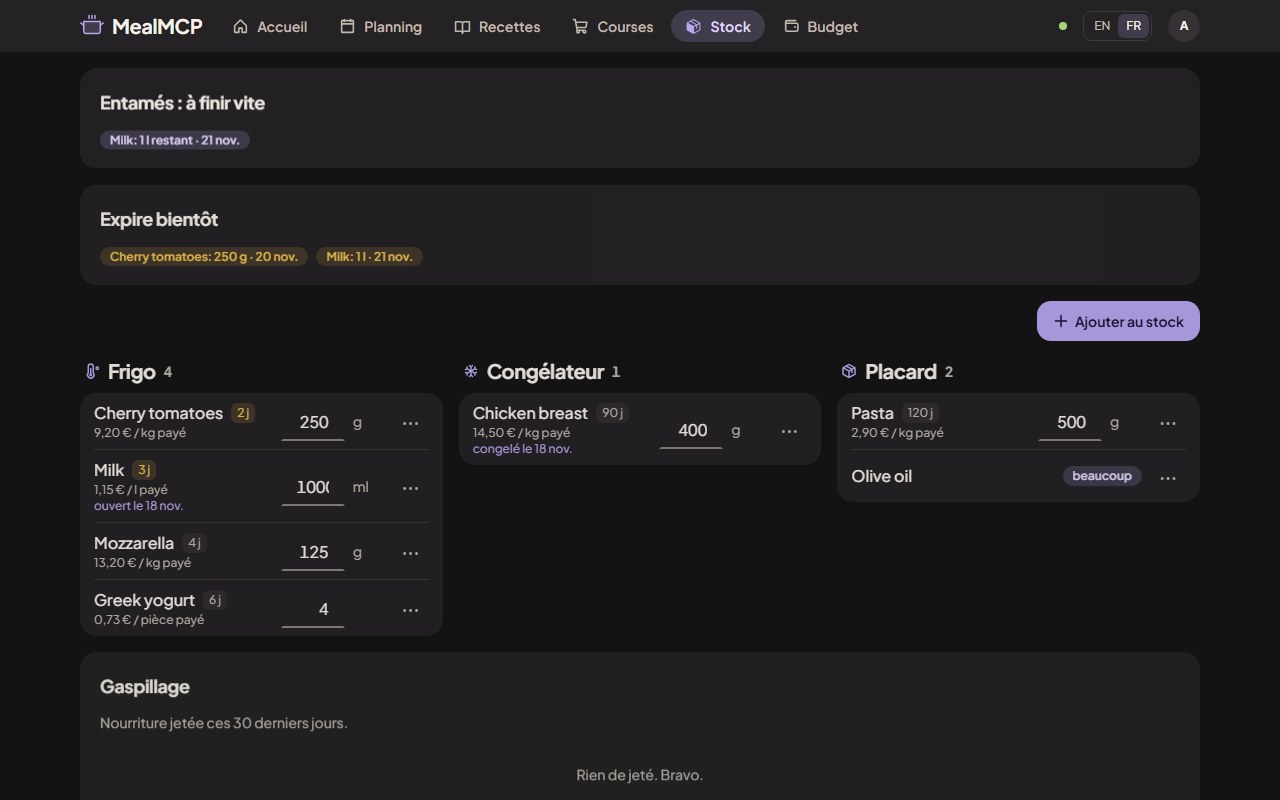 MealMCP Accueil Planning Recettes Courses Stock Budget EN FR A
Entamés : à finir vite
Milk: 1 l restant · 21 nov.
Expire bientôt
Cherry tomatoes: 250 g · 20 nov. Milk: 1 l · 21 nov.
+ Ajouter au stock
Frigo 4
Cherry tomatoes 2 j
9,20 € / kg payé
250 g
Milk 3 j
1,15 € / l payé
ouvert le 18 nov.
1000 ml
Mozzarella 4 j
13,20 € / kg payé
125 g
Greek yogurt 6 j
0,73 € / pièce payé
4
Congélateur 1
Chicken breast 90 j
14,50 € / kg payé
congelé le 18 nov.
400 g
Placard 2
Pasta 120 j
2,90 € / kg payé
500 g
Olive oil beaucoup
Gaspillage
Nourriture jetée ces 30 derniers jours.
Rien de jeté. Bravo.